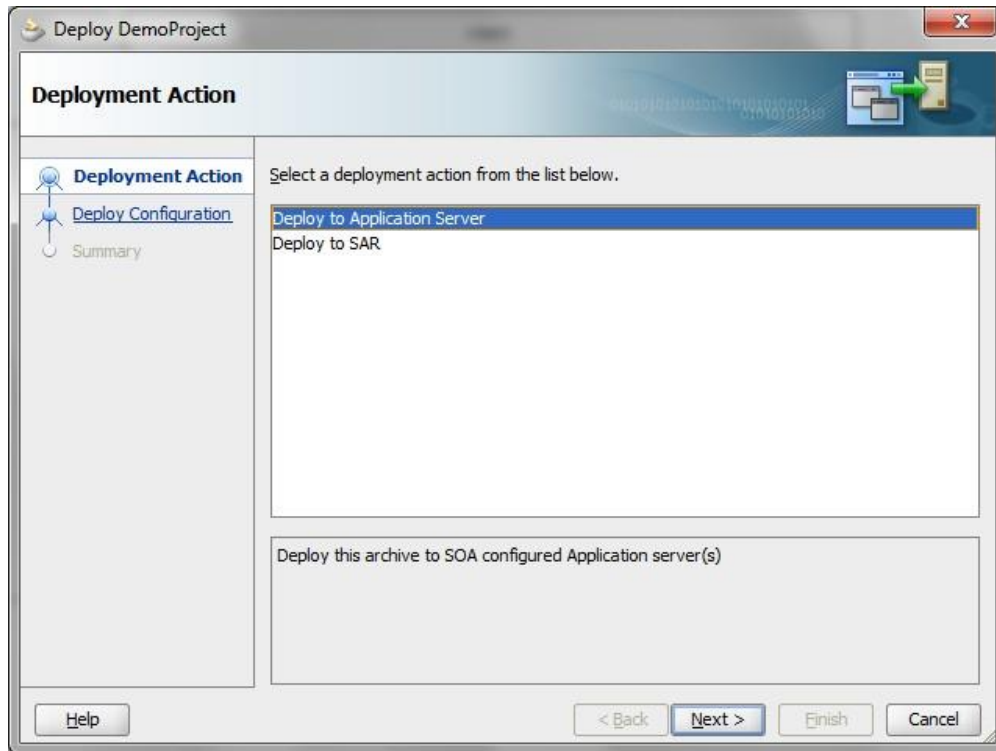 Deploy DemoProject
Deployment Action
Deployment Action
Deploy Configuration
Summary
Select a deployment action from the list below.
Deploy to Application Server
Deploy to SAR
Deploy this archive to SOA configured Application server(s)
Help
< Back
Next >
Finish
Cancel